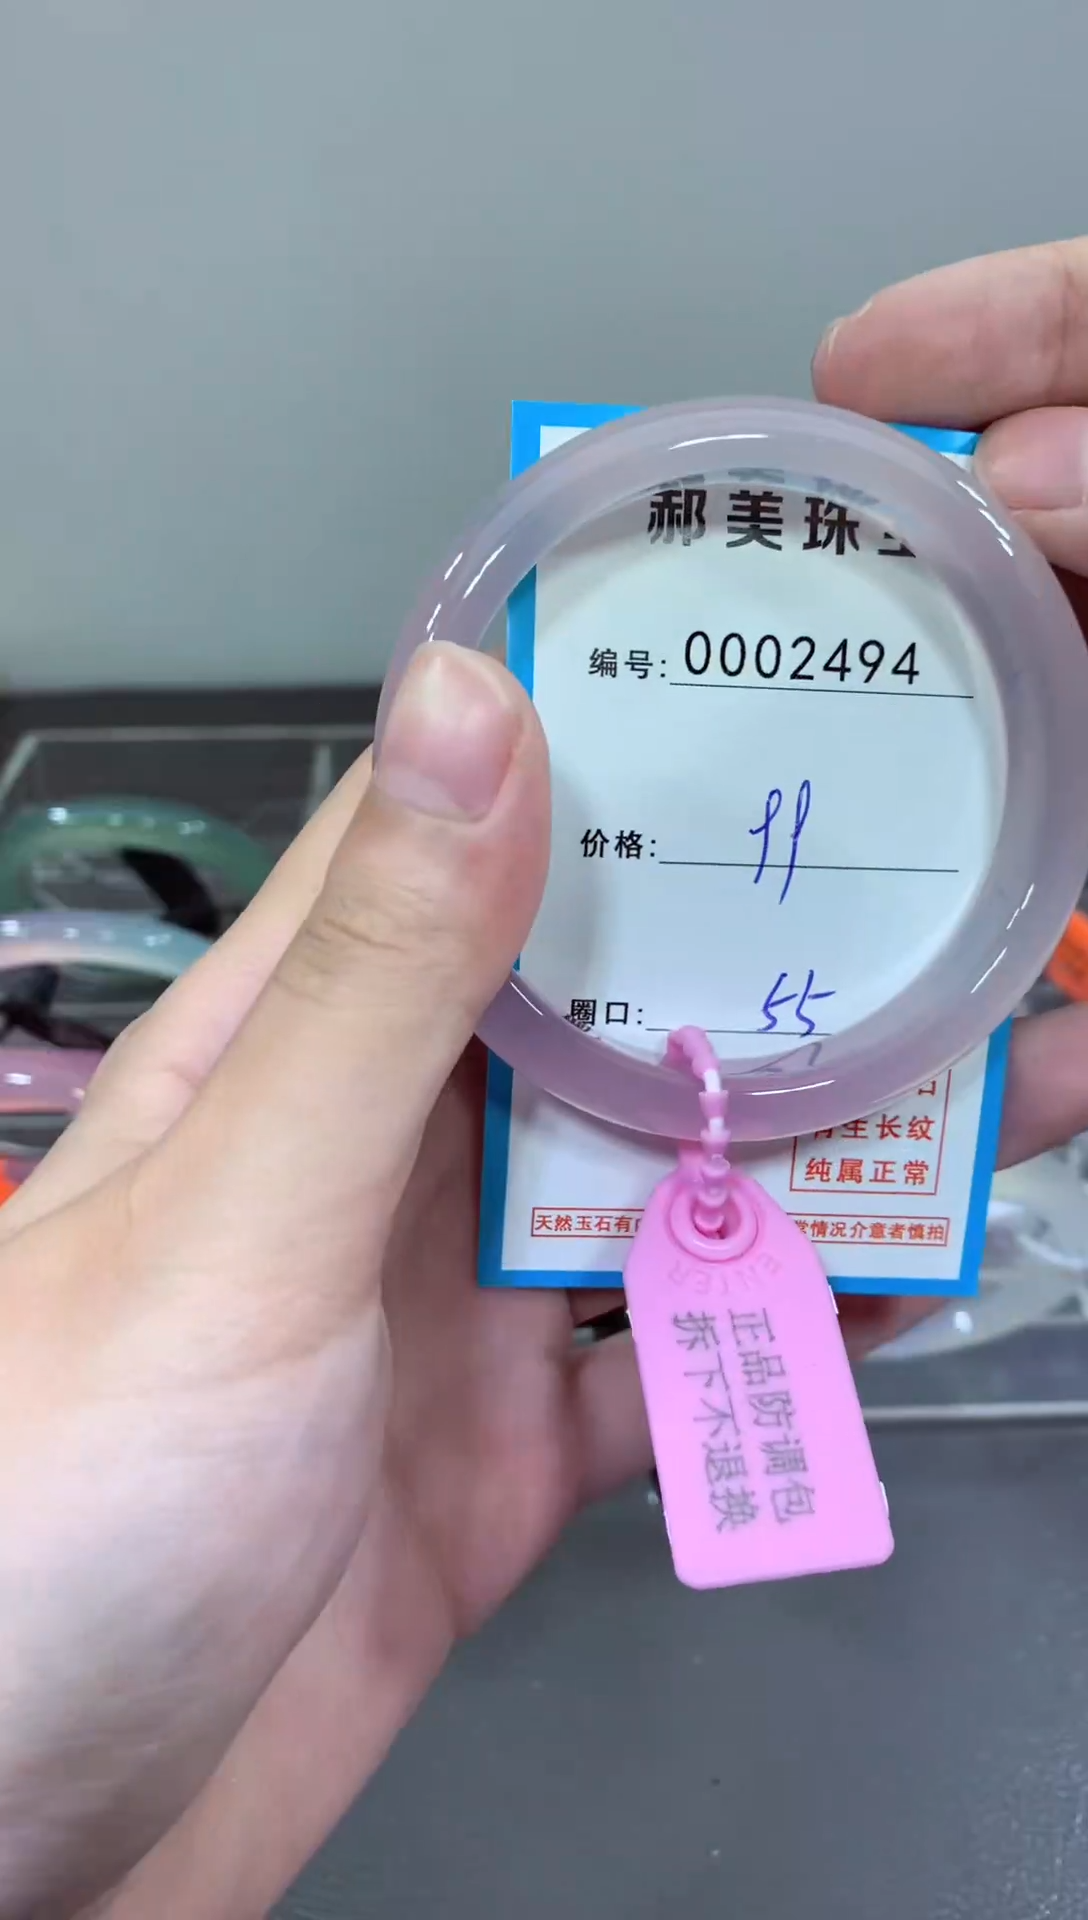 郝美珠
编号: 0002494
价格: 99
圈口: 55
生长纹
纯属正常
天然玉石有
情况介意者慎拍
ENTER
正品防调包
拆下不退换